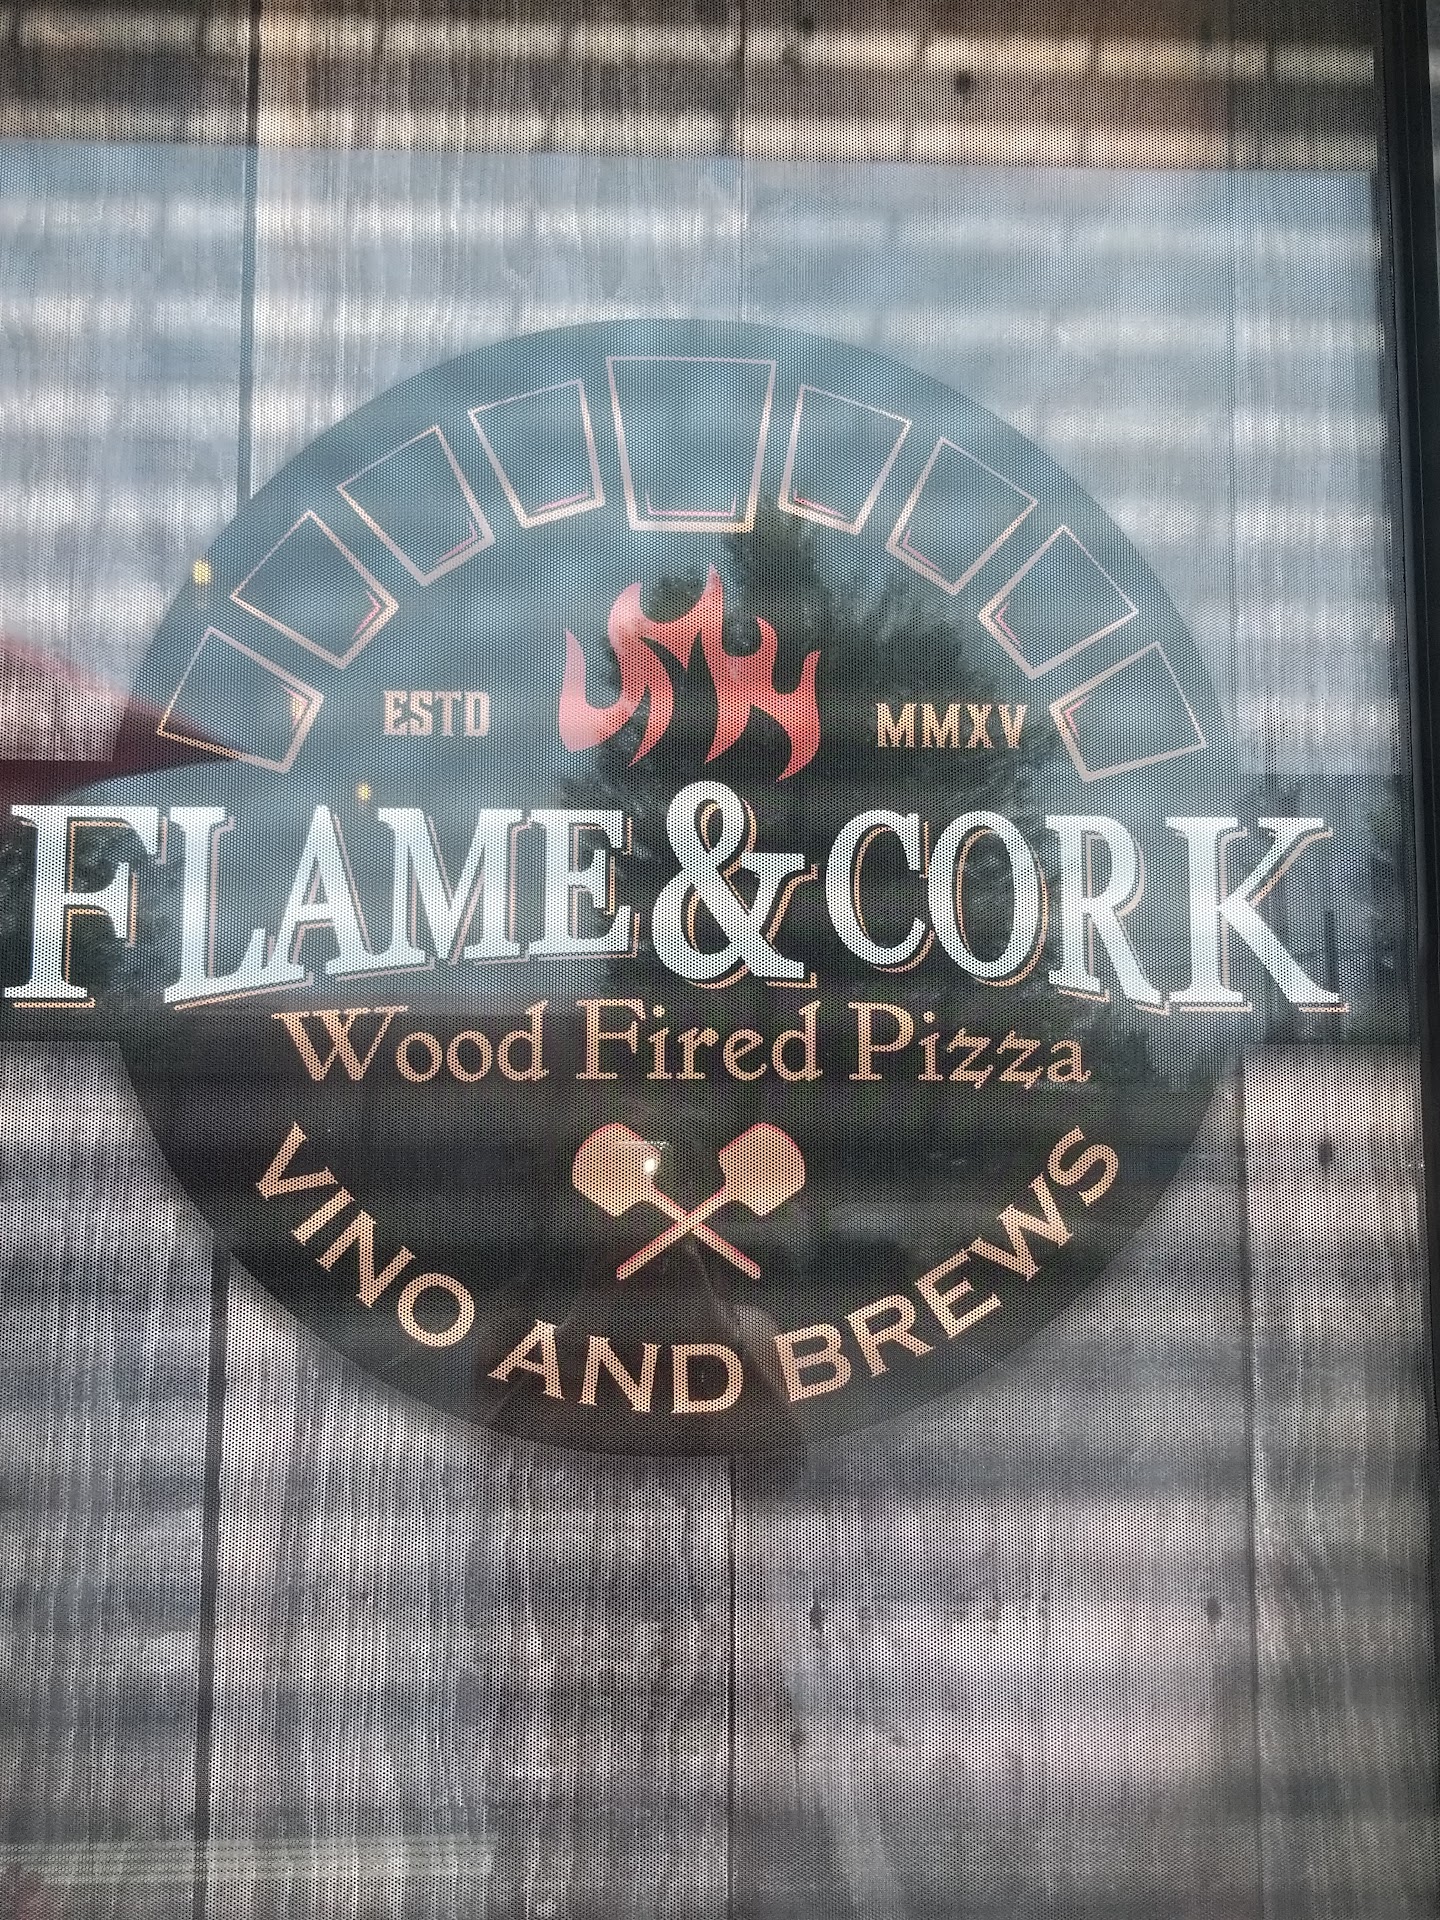 ESTD MMXV
FLAME & CORK
Wood Fired Pizza
VINO AND BREWS